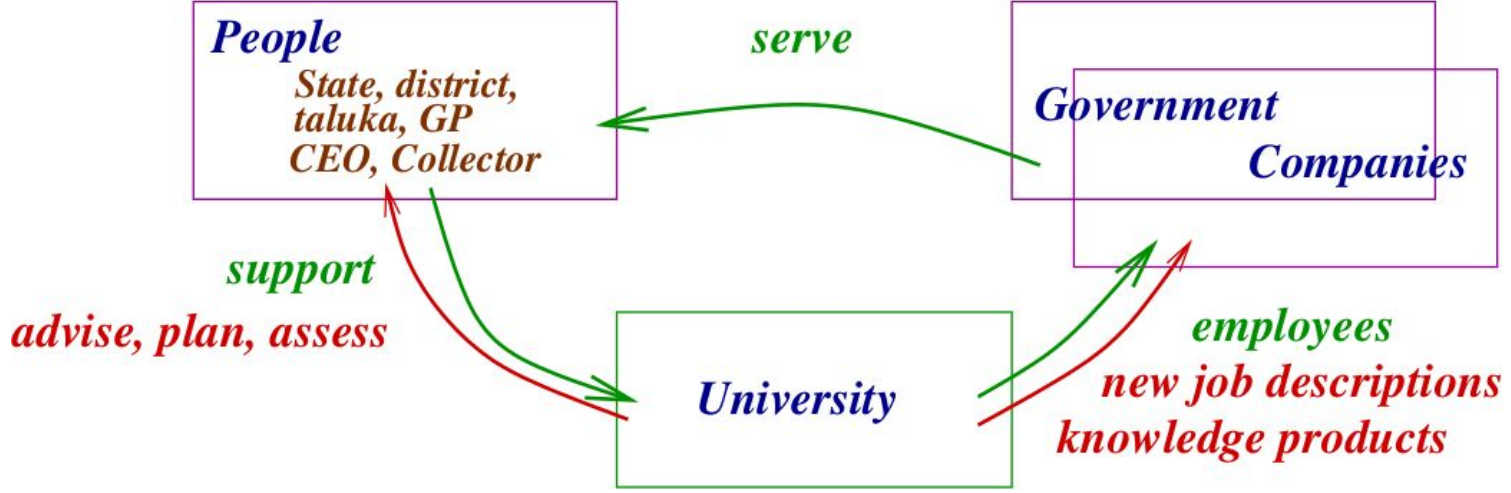 People
State, district,
taluka, GP
CEO, Collector
serve
Government
Companies
support
advise, plan, assess
University
employees
new job descriptions
knowledge products